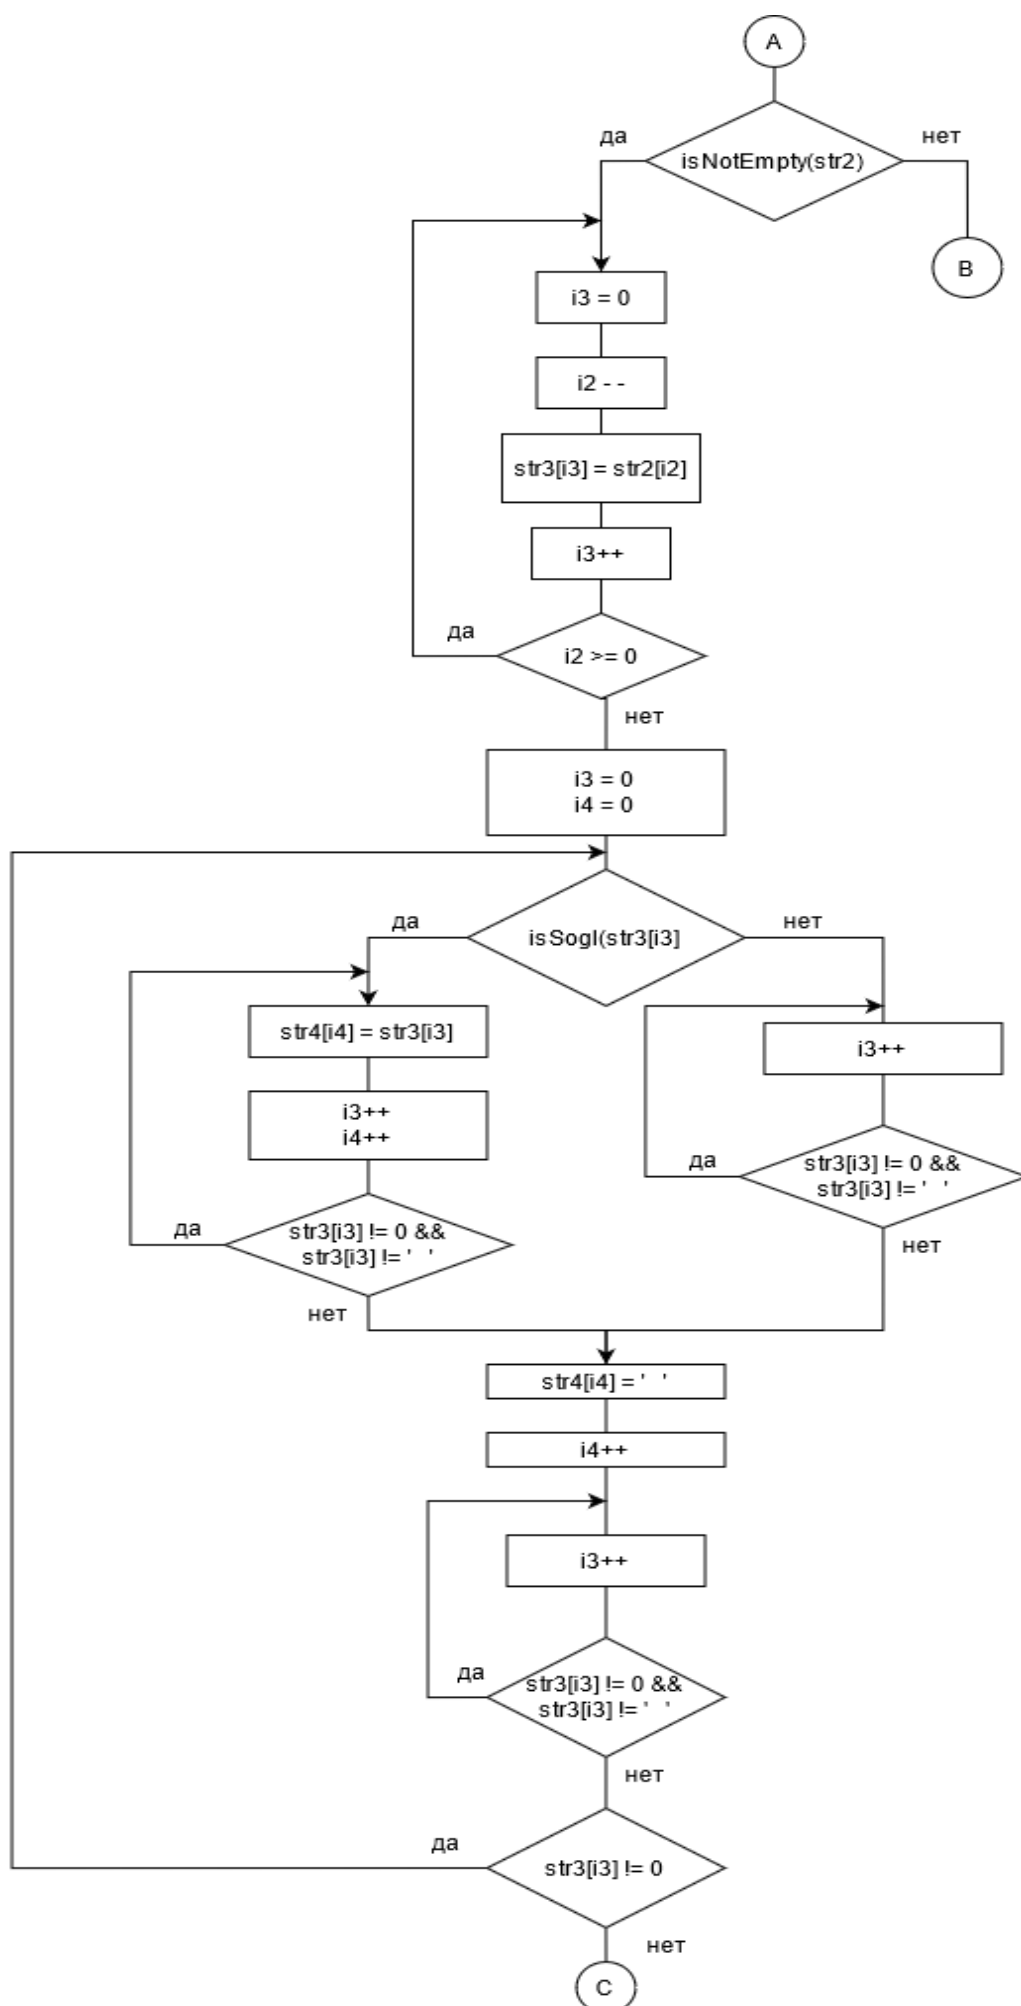 A
да
нет
isNotEmpty(str2)
B
i3 = 0
i2 - -
str3[i3] = str2[i2]
i3++
да
i2 >= 0
нет
i3 = 0
i4 = 0
да
нет
isSogl(str3[i3]
str4[i4] = str3[i3]
i3++
i3++
i4++
да
str3[i3] != 0 &&
str3[i3] != ' '
да
str3[i3] != 0 &&
str3[i3] != ' '
нет
нет
str4[i4] = ' '
i4++
i3++
да
str3[i3] != 0 &&
str3[i3] != ' '
нет
да
str3[i3] != 0
нет
C